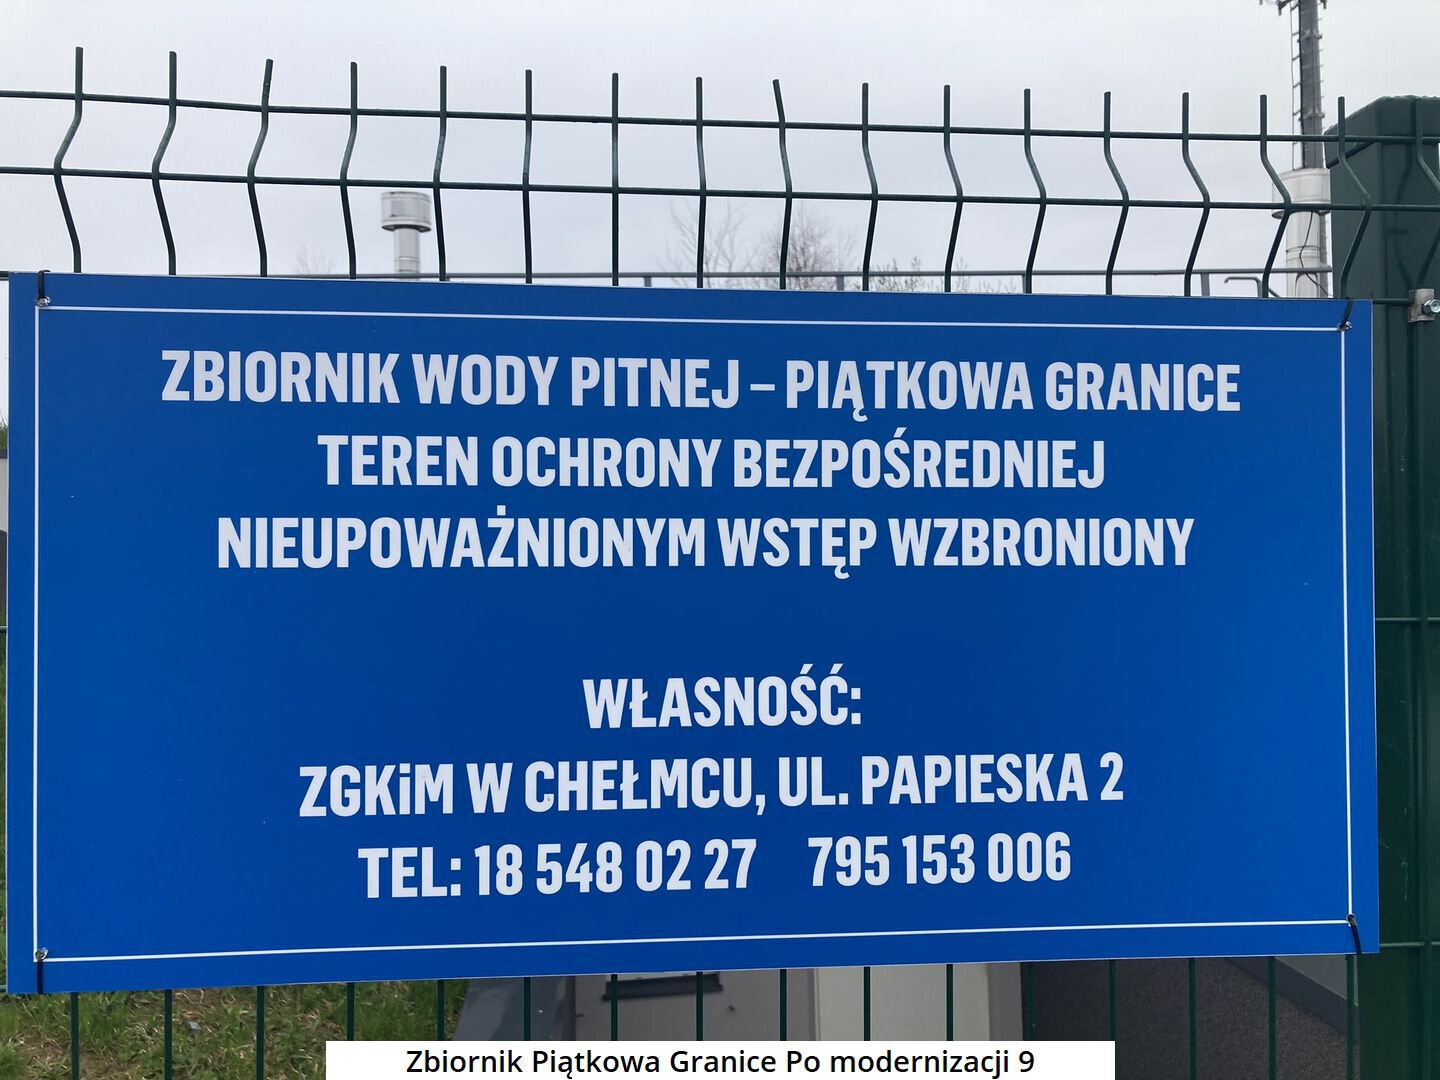 ZBIORNIK WODY PITNEJ – PIĄTKOWA GRANICE
TEREN OCHRONY BEZPOŚREDNIEJ
NIEUPOWAŻNIONYM WSTĘP WZBRONIONY
WŁASNOŚĆ:
ZGKiM W CHEŁMCU, UL. PAPIESKA 2
TEL: 18 548 02 27 795 153 006
Zbiornik Piątkowa Granice Po modernizacji 9